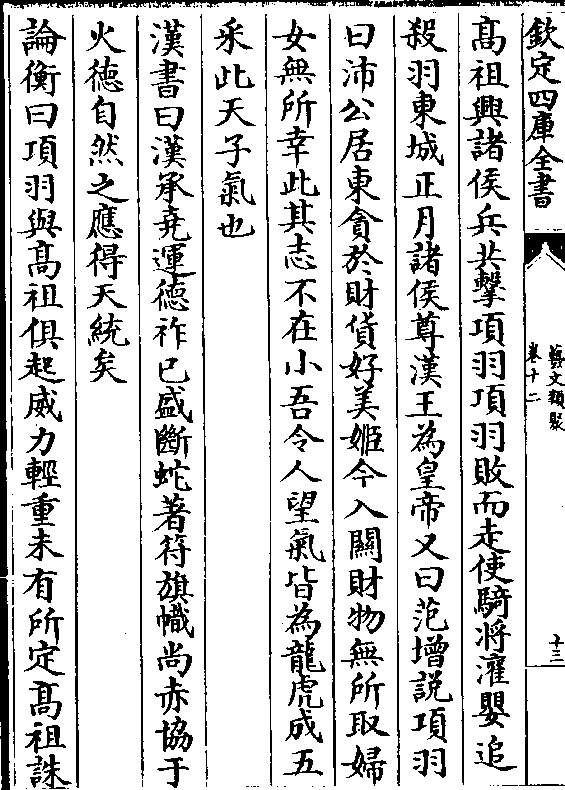 欽定四庫全書
藝文類聚
卷十二
十三
髙祖興諸侯兵共擊項羽項羽敗而走使騎將灌嬰追
殺羽東城正月諸侯尊漢王為皇帝又曰范增説項羽
曰沛公居東貪於財貨好美姬今入關財物無所取婦
女無所幸此其志不在小吾令人望氣皆為龍虎成五
采此天子氣也
漢書曰漢承堯運德祚已盛斷蛇著符旗幟尚赤協于
火德自然之應得天統矣
論衡曰項羽與髙祖俱起威力輕重未有所定髙祖誅